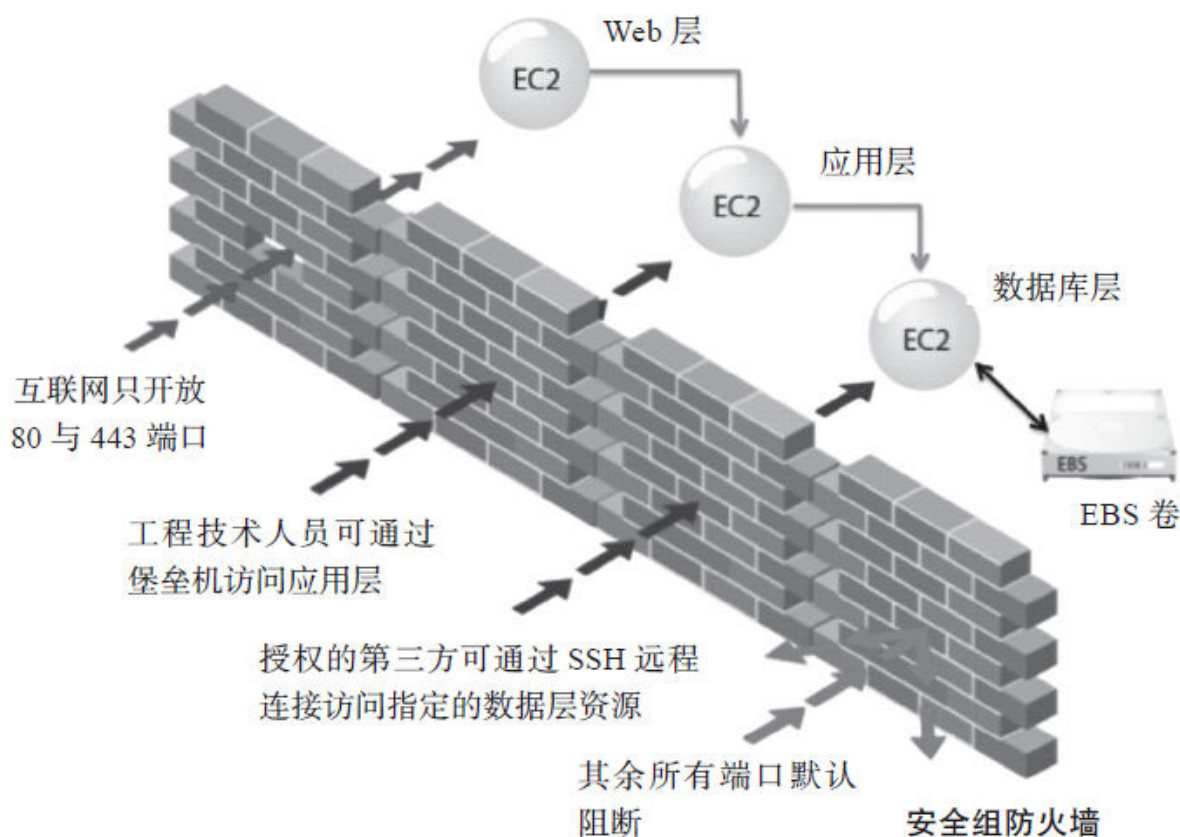 Web 层
EC2
应用层
EC2
数据库层
EC2
EBS
EBS 卷
互联网只开放
80 与 443 端口
工程技术人员可通过
堡垒机访问应用层
授权的第三方可通过 SSH 远程
连接访问指定的数据层资源
其余所有端口默认
阻断
安全组防火墙